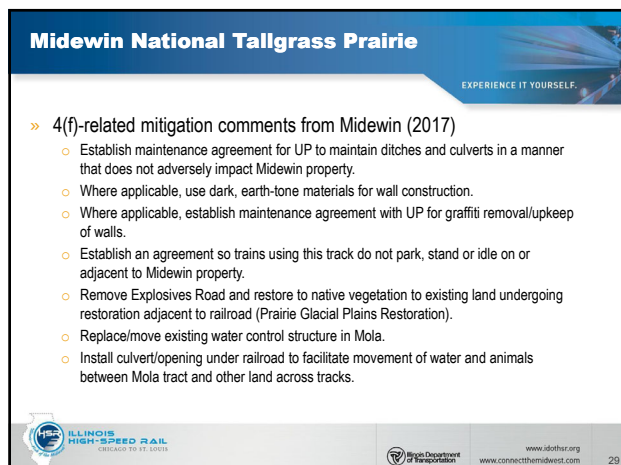 Midewin National Tallgrass Prairie
EXPERIENCE IT YOURSELF.
» 4(f)-related mitigation comments from Midewin (2017)
○ Establish maintenance agreement for UP to maintain ditches and culverts in a manner
that does not adversely impact Midewin property.
○ Where applicable, use dark, earth-tone materials for wall construction.
○ Where applicable, establish maintenance agreement with UP for graffiti removal/upkeep
of walls.
○ Establish an agreement so trains using this track do not park, stand or idle on or
adjacent to Midewin property.
○ Remove Explosives Road and restore to native vegetation to existing land undergoing
restoration adjacent to railroad (Prairie Glacial Plains Restoration).
○ Replace/move existing water control structure in Mola.
○ Install culvert/opening under railroad to facilitate movement of water and animals
between Mola tract and other land across tracks.
HSR
ILLINOIS
HIGH-SPEED RAIL
CHICAGO TO ST. LOUIS
Illinois Department
of Transportation
www.idothsr.org
www.connectthemidwest.com
29